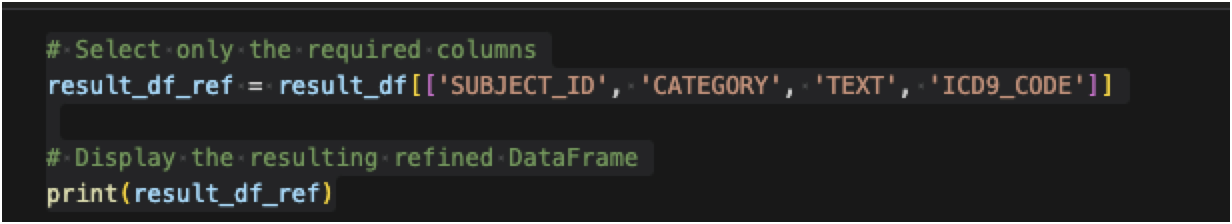 # Select only the required columns
result_df_ref = result_df[['SUBJECT_ID', 'CATEGORY', 'TEXT', 'ICD9_CODE']]
# Display the resulting refined DataFrame
print(result_df_ref)